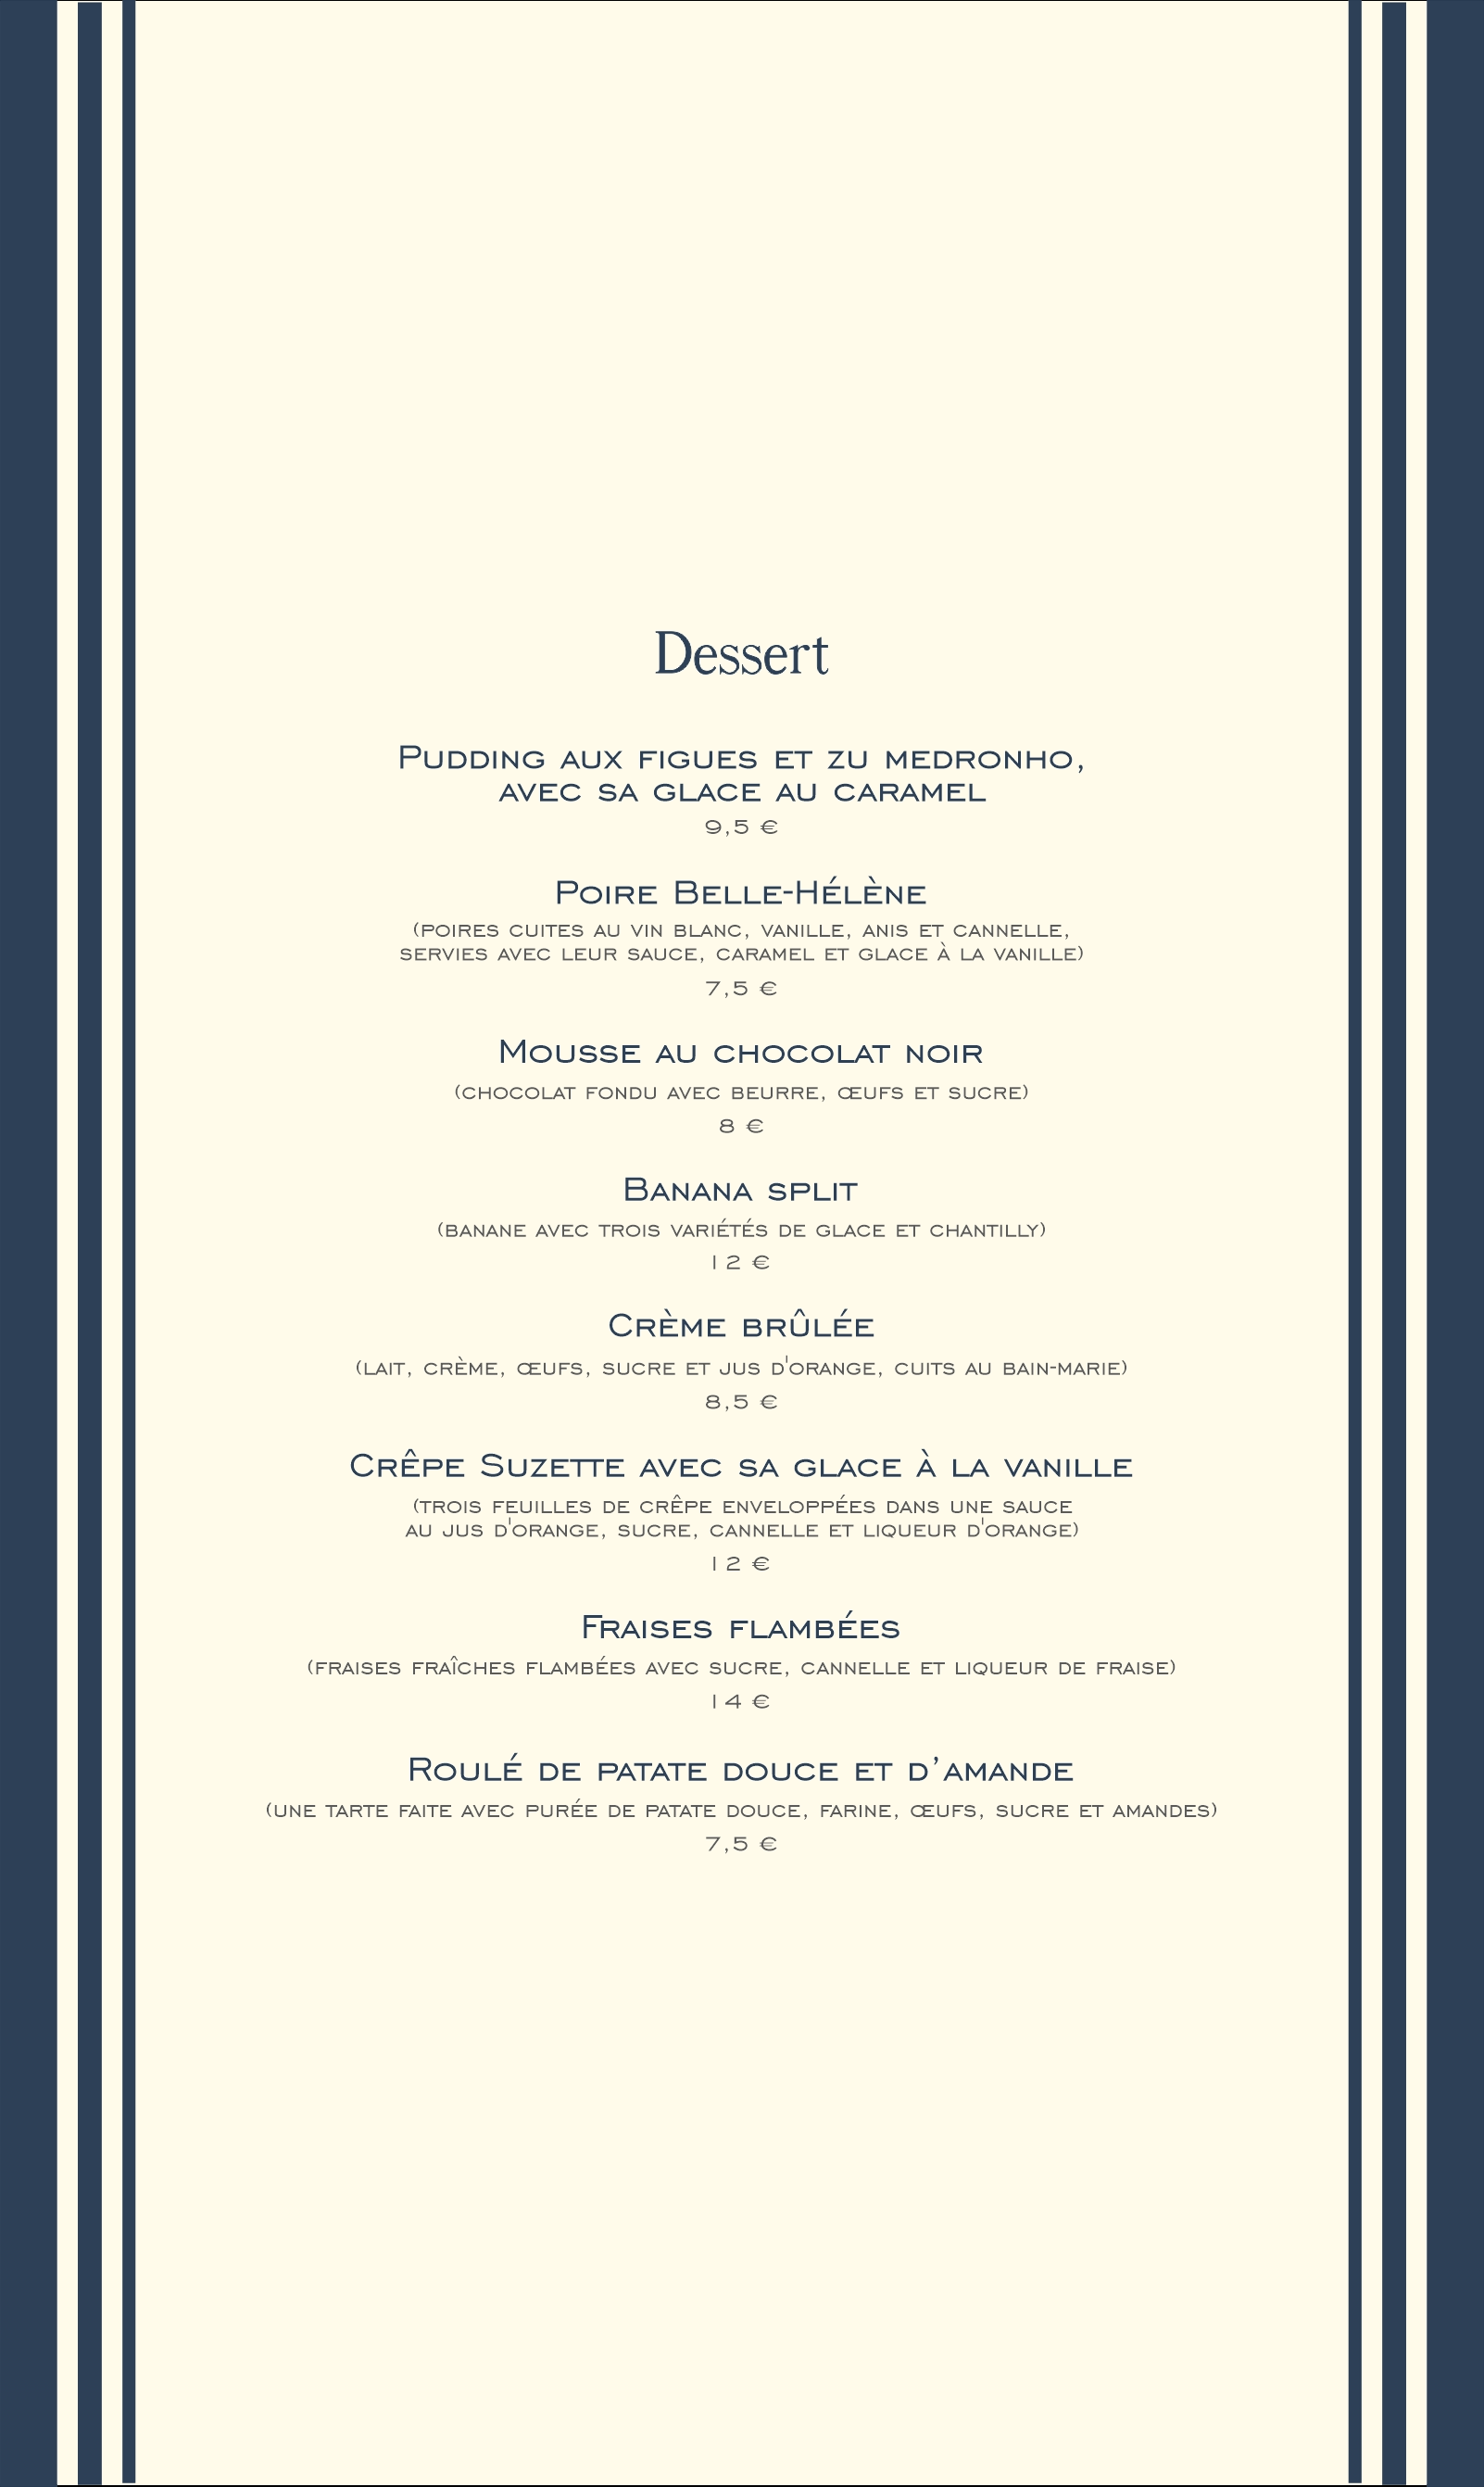 Dessert
Pudding aux figues et zu medronho,
avec sa glace au caramel
9,5 €
Poire Belle-Hélène
(poires cuites au vin blanc, vanille, anis et cannelle,
servies avec leur sauce, caramel et glace à la vanille)
7,5 €
Mousse au chocolat noir
(chocolat fondu avec beurre, œufs et sucre)
8 €
Banana split
(banane avec trois variétés de glace et chantilly)
12 €
Crème brûlée
(lait, crème, œufs, sucre et jus d'orange, cuits au bain-marie)
8,5 €
Crêpe Suzette avec sa glace à la vanille
(trois feuilles de crêpe enveloppées dans une sauce
au jus d'orange, sucre, cannelle et liqueur d'orange)
12 €
Fraises flambées
(fraises fraîches flambées avec sucre, cannelle et liqueur de fraise)
14 €
Roulé de patate douce et d’amande
(une tarte faite avec purée de patate douce, farine, œufs, sucre et amandes)
7,5 €